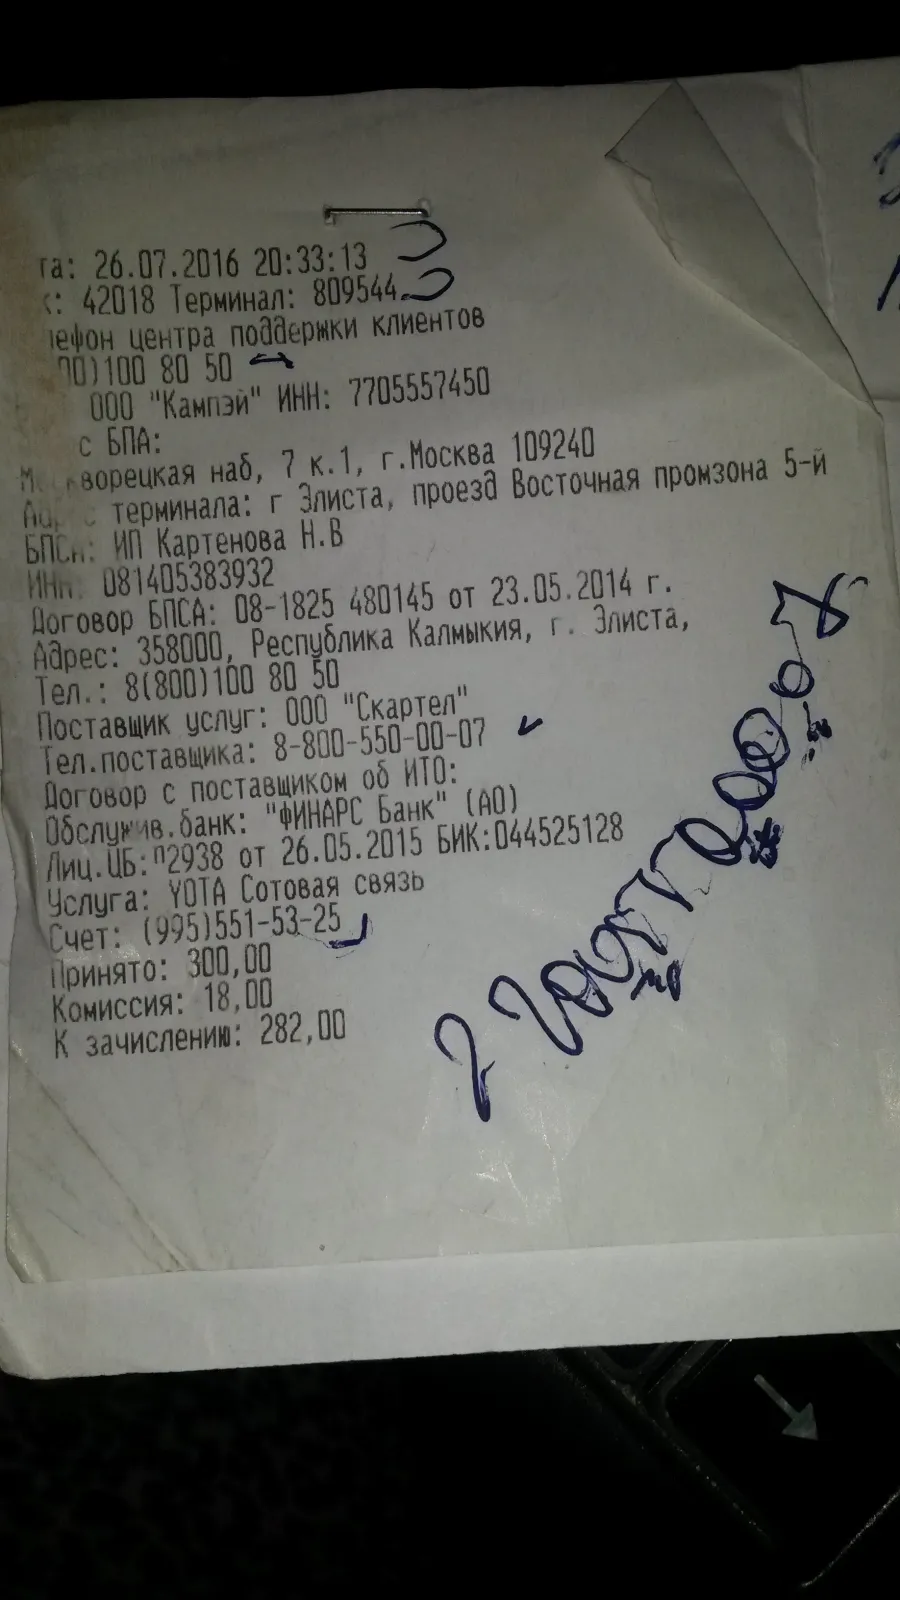 та: 26.07.2016 20:33:13
к: 42018 Терминал: 809544
лефон центра поддержки клиентов
00)100 80 50
ООО "Кампэй" ИНН: 7705557450
с БПА:
Москворецкая наб, 7 к.1, г.Москва 109240
Адрес терминала: г Элиста, проезд Восточная промзона 5-й
БПСА: ИП Картенова Н.В
ИНН: 081405383932
Договор БПСА: 08-1825 480145 от 23.05.2014 г.
Адрес: 358000, Республика Калмыкия, г. Элиста,
Тел.: 8(800)100 80 50
Поставщик услуг: ООО "Скартел"
Тел.поставщика: 8-800-550-00-07
Договор с поставщиком об ИТО:
Обслужив.банк: "ФИНАРС Банк" (АО)
Лиц.ЦБ:П2938 от 26.05.2015 БИК:044525128
Услуга: YOTA Сотовая связь
Счет: (995)551-53-25
Принято: 300,00
Комиссия: 18,00
К зачислению: 282,00